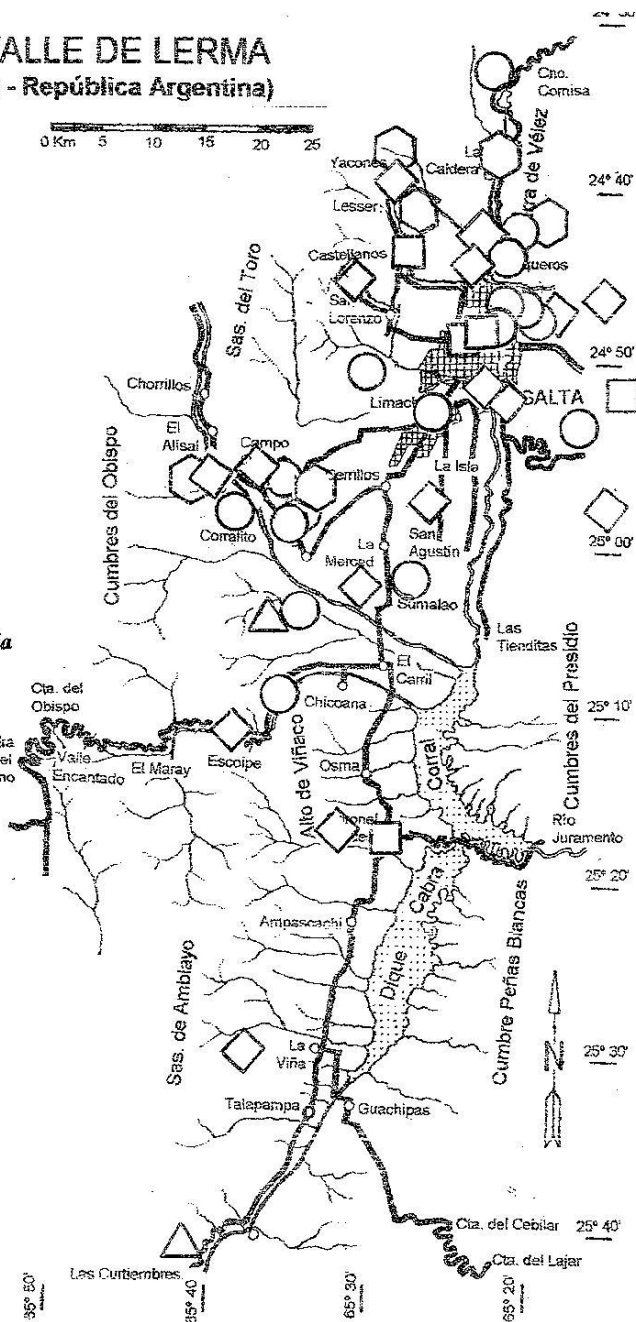 ALLE DE LERMA
- República Argentina)
0 Km 5 10 15 20 25
Cno.
Cornisa
Yacones
La
Caldera
24° 40'
Lesser
Castellanos
Sas. del Toro
San
Lorenzo
24° 50'
Chorrillos
Limache
SALTA
El
Alisal
Campo
La Isla
Cumbres del Obispo
Corralito
San
Agustín
25° 00'
La
Merced
Sumalao
Las
Tienditas
Cta. del
Obispo
El
Carril
Chicoana
25° 10'
Cumbres del Presidio
Valle
Encantado
El Maray
Escoipe
Alto de Viñaco
Osma
Corral
Río
Juramento
25° 20'
Cabra
Ampascachi
Dique
Cumbre Peñas Blancas
Sas. de Amblayo
La
Viña
N
25° 30'
Talapampa
Guachipas
Cta. del Cebilar
25° 40'
Cta. del Lajar
Las Curtiembres
65° 50'
65° 40'
65° 30'
65° 20'